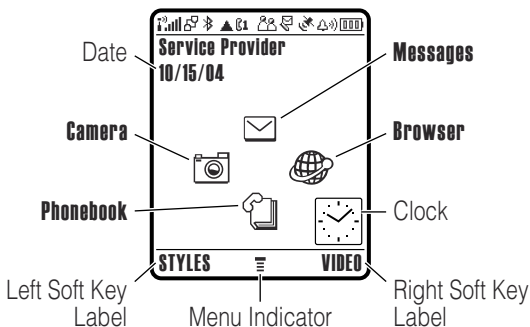 Service Provider
Date
10/15/04
Messages
Camera
Browser
Phonebook
Clock
STYLES
VIDEO
Left Soft Key
Label
Menu Indicator
Right Soft Key
Label